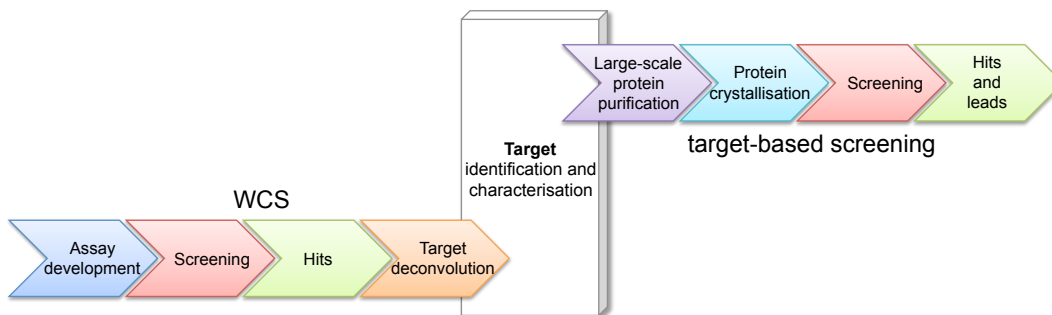 WCS
Assay
development
Screening
Hits
Target
deconvolution
Target
identification and
characterisation
Large-scale
protein
purification
Protein
crystallisation
Screening
Hits
and
leads
target-based screening